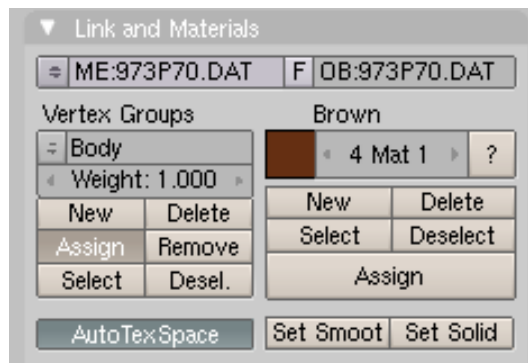 Link and Materials
ME:973P70.DAT F OB:973P70.DAT
Vertex Groups Brown
Body 4 Mat 1 ?
Weight: 1.000
New Delete New Delete
Assign Remove Select Deselect
Select Desel. Assign
AutoTexSpace Set Smoot Set Solid